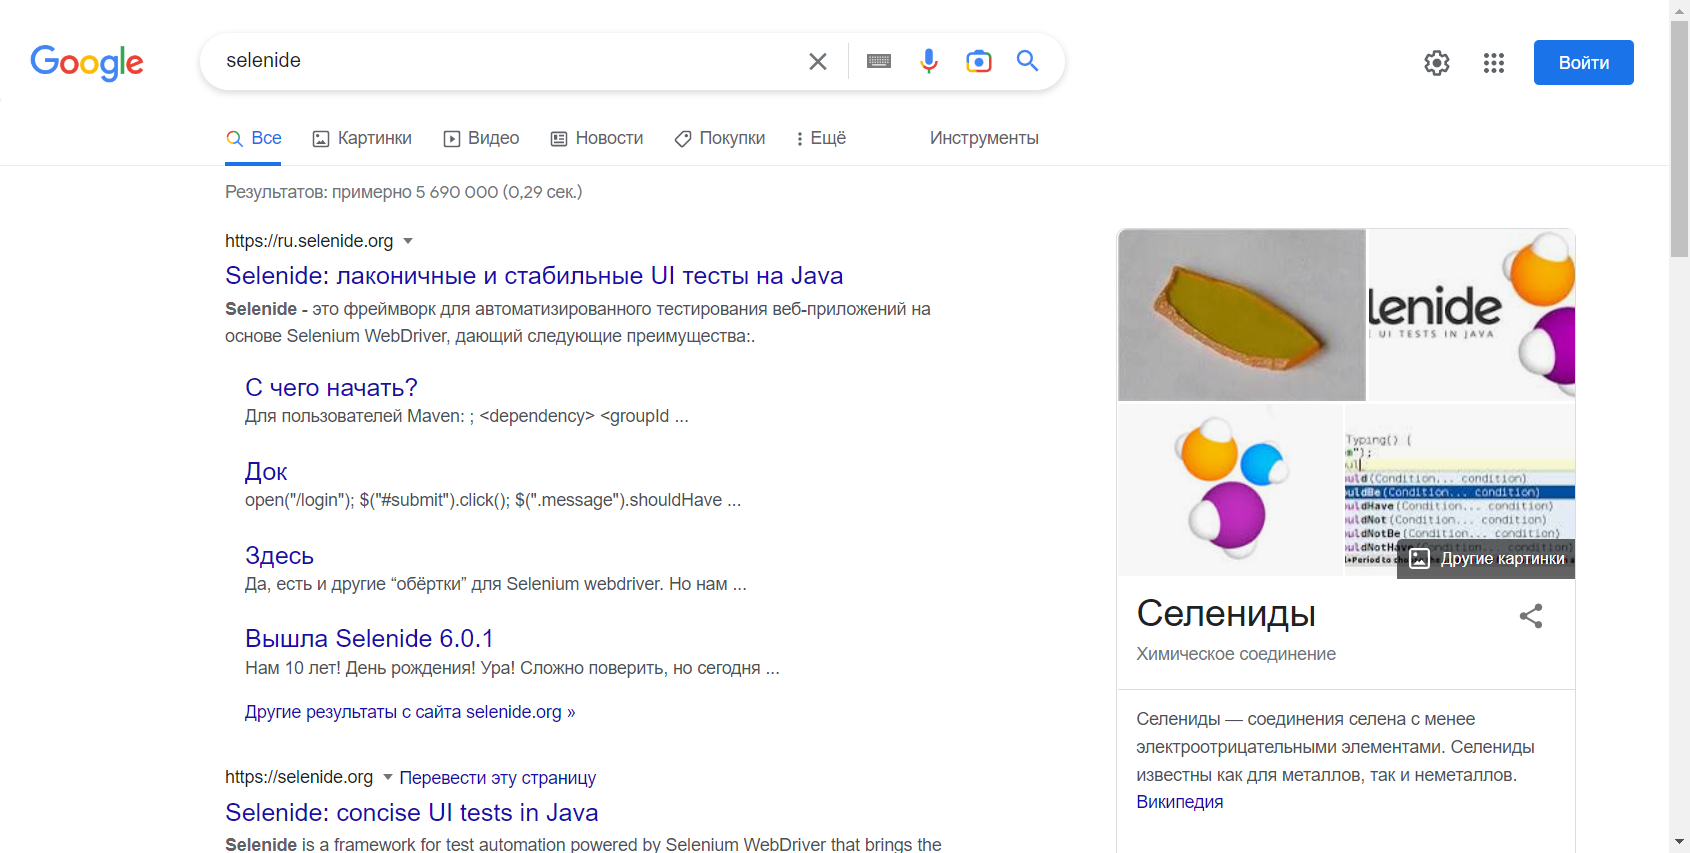 Google
selenide
Войти
Все
Картинки
Видео
Новости
Покупки
Ещё
Инструменты
Результатов: примерно 5 690 000 (0,29 сек.)
https://ru.selenide.org
Selenide: лаконичные и стабильные UI тесты на Java
Selenide - это фреймворк для автоматизированного тестирования веб-приложений на
основе Selenium WebDriver, дающий следующие преимущества:.
С чего начать?
Для пользователей Maven: ; <dependency> <groupId ...
Док
open("/login"); $("#submit").click(); $(".message").shouldHave ...
Здесь
Да, есть и другие “обёртки” для Selenium webdriver. Но нам ...
Вышла Selenide 6.0.1
Нам 10 лет! День рождения! Ура! Сложно поверить, но сегодня ...
Другие результаты с сайта selenide.org »
https://selenide.org
Перевести эту страницу
Selenide: concise UI tests in Java
Selenide is a framework for test automation powered by Selenium WebDriver that brings the
lenide
UI TESTS IN JAVA
Typing() {
");
ul
uld(Condition... condition)
uldBe(Condition... condition)
uldHave(Condition... condition)
uldNot(Condition... condition)
uldNotBe(Condition... condition)
uldNotHave(Condition... condition)
Другие картинки
Селениды
Химическое соединение
Селениды — соединения селена с менее
электроотрицательными элементами. Селениды
известны как для металлов, так и неметаллов.
Википедия